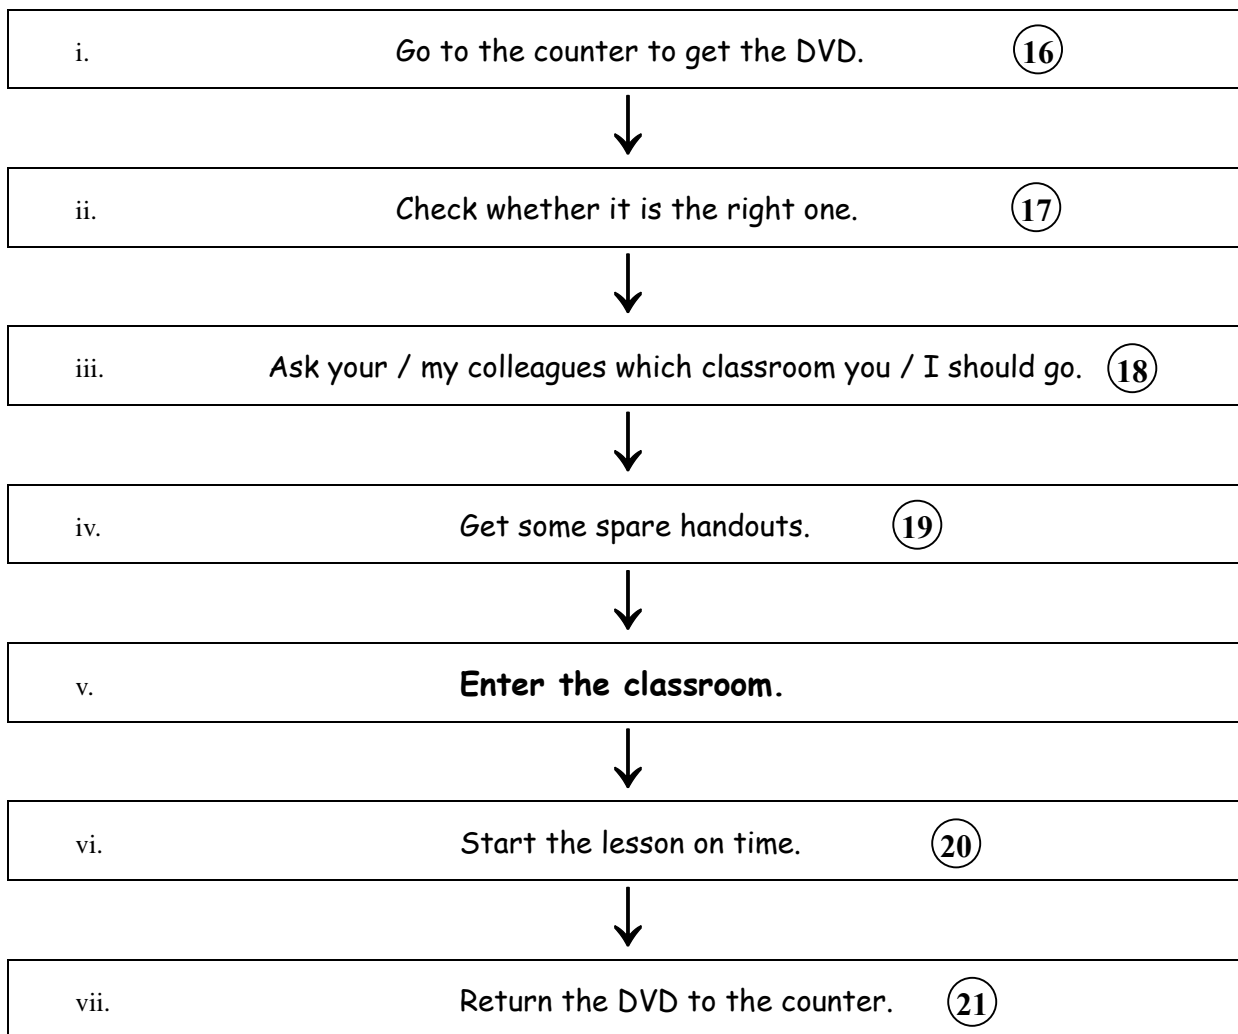 i. Go to the counter to get the DVD. 16
ii. Check whether it is the right one. 17
iii. Ask your / my colleagues which classroom you / I should go. 18
iv. Get some spare handouts. 19
v. Enter the classroom.
vi. Start the lesson on time. 20
vii. Return the DVD to the counter. 21